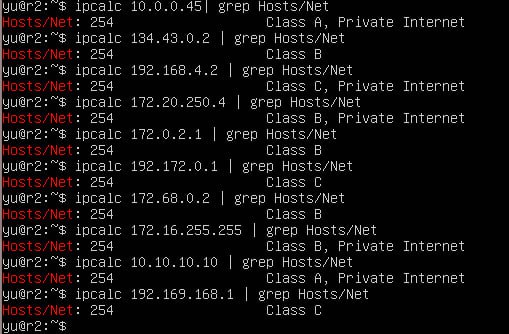 yu@r2:~$ ipcalc 10.0.0.45| grep Hosts/Net
Hosts/Net: 254                   Class A, Private Internet
yu@r2:~$ ipcalc 134.43.0.2 | grep Hosts/Net
Hosts/Net: 254                   Class B
yu@r2:~$ ipcalc 192.168.4.2 | grep Hosts/Net
Hosts/Net: 254                   Class C, Private Internet
yu@r2:~$ ipcalc 172.20.250.4 | grep Hosts/Net
Hosts/Net: 254                   Class B, Private Internet
yu@r2:~$ ipcalc 172.0.2.1 | grep Hosts/Net
Hosts/Net: 254                   Class B
yu@r2:~$ ipcalc 192.172.0.1 | grep Hosts/Net
Hosts/Net: 254                   Class C
yu@r2:~$ ipcalc 172.68.0.2 | grep Hosts/Net
Hosts/Net: 254                   Class B
yu@r2:~$ ipcalc 172.16.255.255 | grep Hosts/Net
Hosts/Net: 254                   Class B, Private Internet
yu@r2:~$ ipcalc 10.10.10.10 | grep Hosts/Net
Hosts/Net: 254                   Class A, Private Internet
yu@r2:~$ ipcalc 192.169.168.1 | grep Hosts/Net
Hosts/Net: 254                   Class C
yu@r2:~$